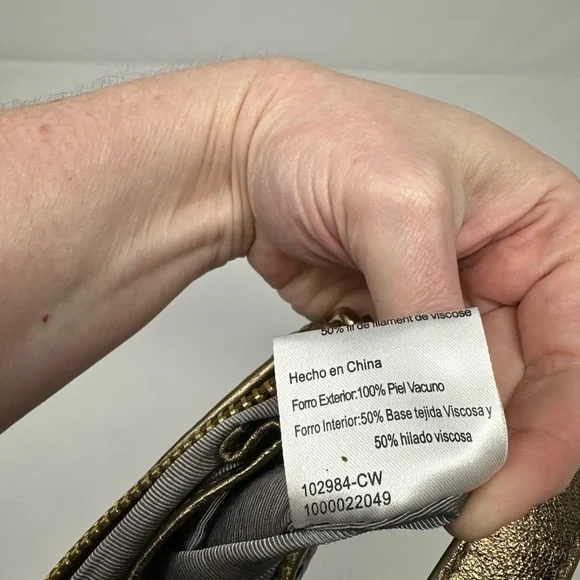 50% fil de filament de viscose
Hecho en China
Forro Exterior:100% Piel Vacuno
Forro Interior:50% Base tejida Viscosa y
50% hilado viscosa
102984-CW
1000022049